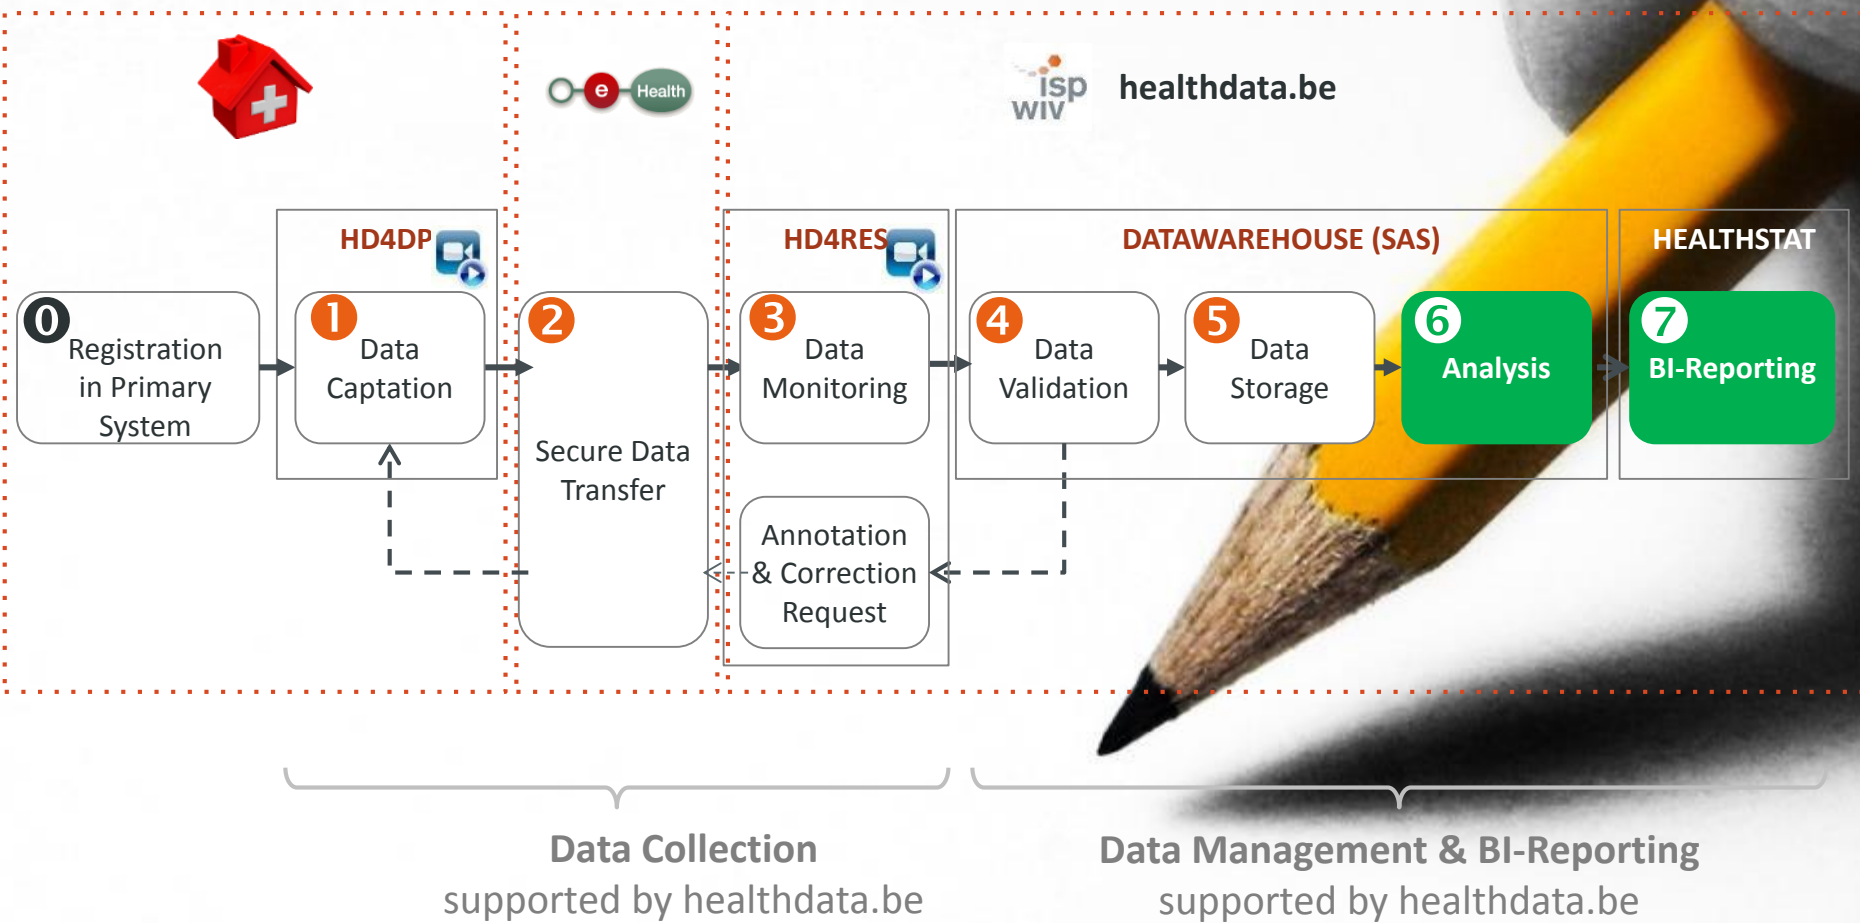 e
Health
isp
WIV
healthdata.be
HD4DP
HD4RES
DATAWAREHOUSE (SAS)
HEALTHSTAT
0
Registration
in Primary
System
1
Data
Captation
2
Secure Data
Transfer
3
Data
Monitoring
Annotation
& Correction
Request
4
Data
Validation
5
Data
Storage
6
Analysis
7
BI-Reporting
Data Collection
supported by healthdata.be
Data Management & BI-Reporting
supported by healthdata.be